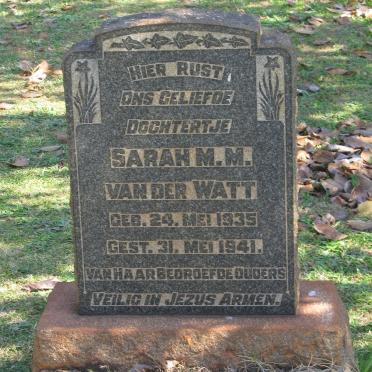 HIER RUST
ONS GELIEFDE
DOCHTERTJE
SARAH M. M.
VAN DER WATT
GEB. 24. MEI 1935
GEST. 31. MEI 1941.
VAN HAAR BEDROEFDE OUDERS
VEILIG IN JEZUS ARMEN.